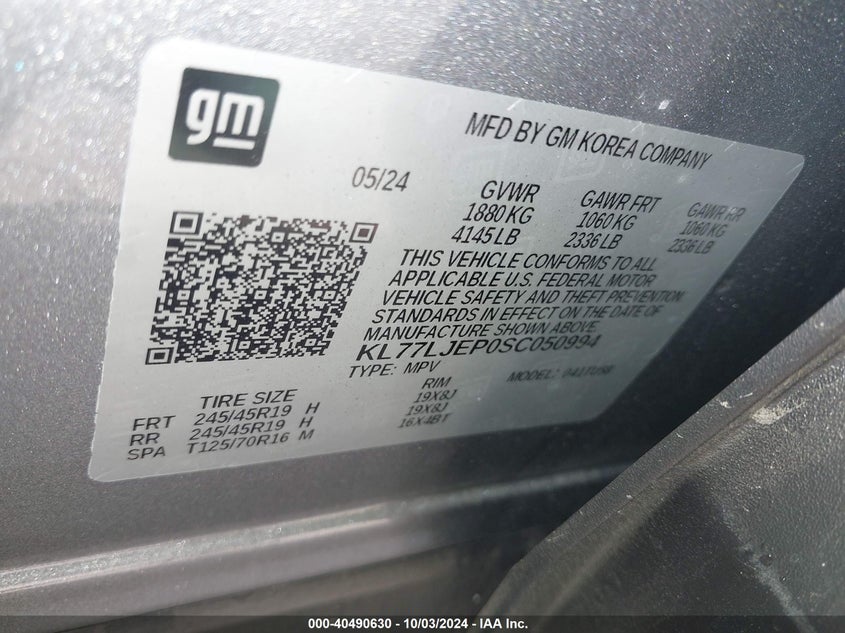 gm
MFD BY GM KOREA COMPANY
05/24
GVWR GAWR FRT GAWR RR
1880 KG 1060 KG 1060 KG
4145 LB 2336 LB 2336 LB
THIS VEHICLE CONFORMS TO ALL
APPLICABLE U.S. FEDERAL MOTOR
VEHICLE SAFETY AND THEFT PREVENTION
STANDARDS IN EFFECT ON THE DATE OF
MANUFACTURE SHOWN ABOVE.
KL77LJEP0SC050994
TYPE: MPV MODEL:
TIRE SIZE RIM
FRT 245/45R19 H 19X8J
RR 245/45R19 H 19X8J
SPA T125/70R16 M 16X4BT
000-40490630 - 10/03/2024 - IAA Inc.